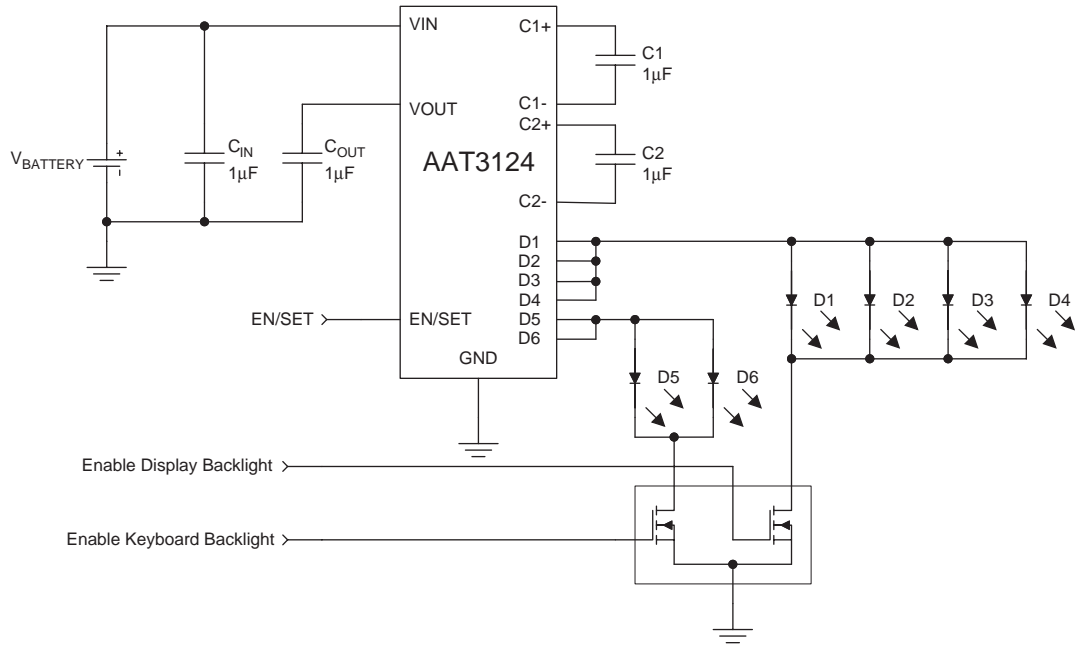 VIN
C1+
C1
1µF
VOUT
C1-
C2+
VBATTERY
+
-
CIN
1µF
COUT
1µF
AAT3124
C2
1µF
C2-
D1
D2
D3
D4
D5
D6
EN/SET
EN/SET
GND
D1
D2
D3
D4
D5
D6
Enable Display Backlight
Enable Keyboard Backlight